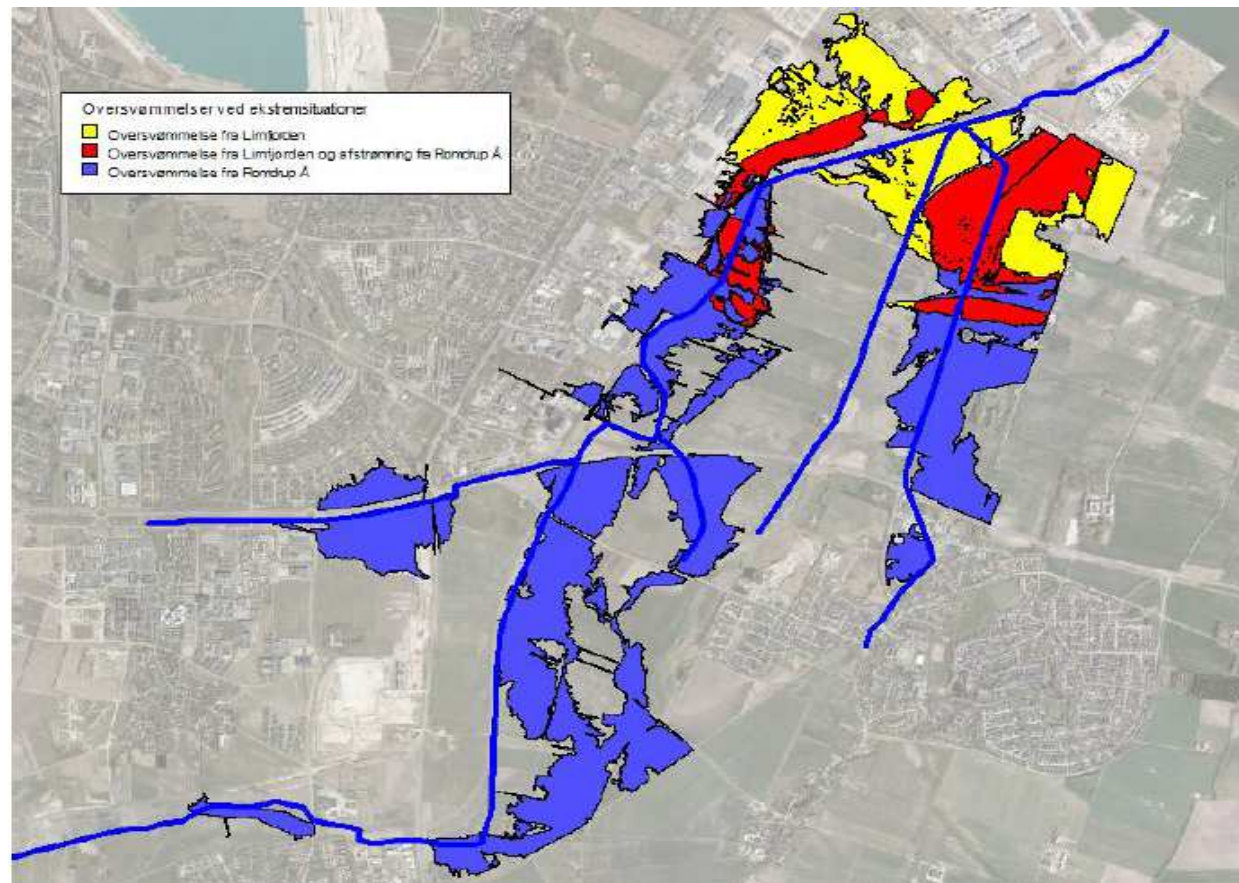 Oversvømmelser ved ekstremsituationer
Oversvømmelse fra Limfjorden
Oversvømmelse fra Limfjorden og afstrømning fra Romdrup Å
Oversvømmelse fra Romdrup Å